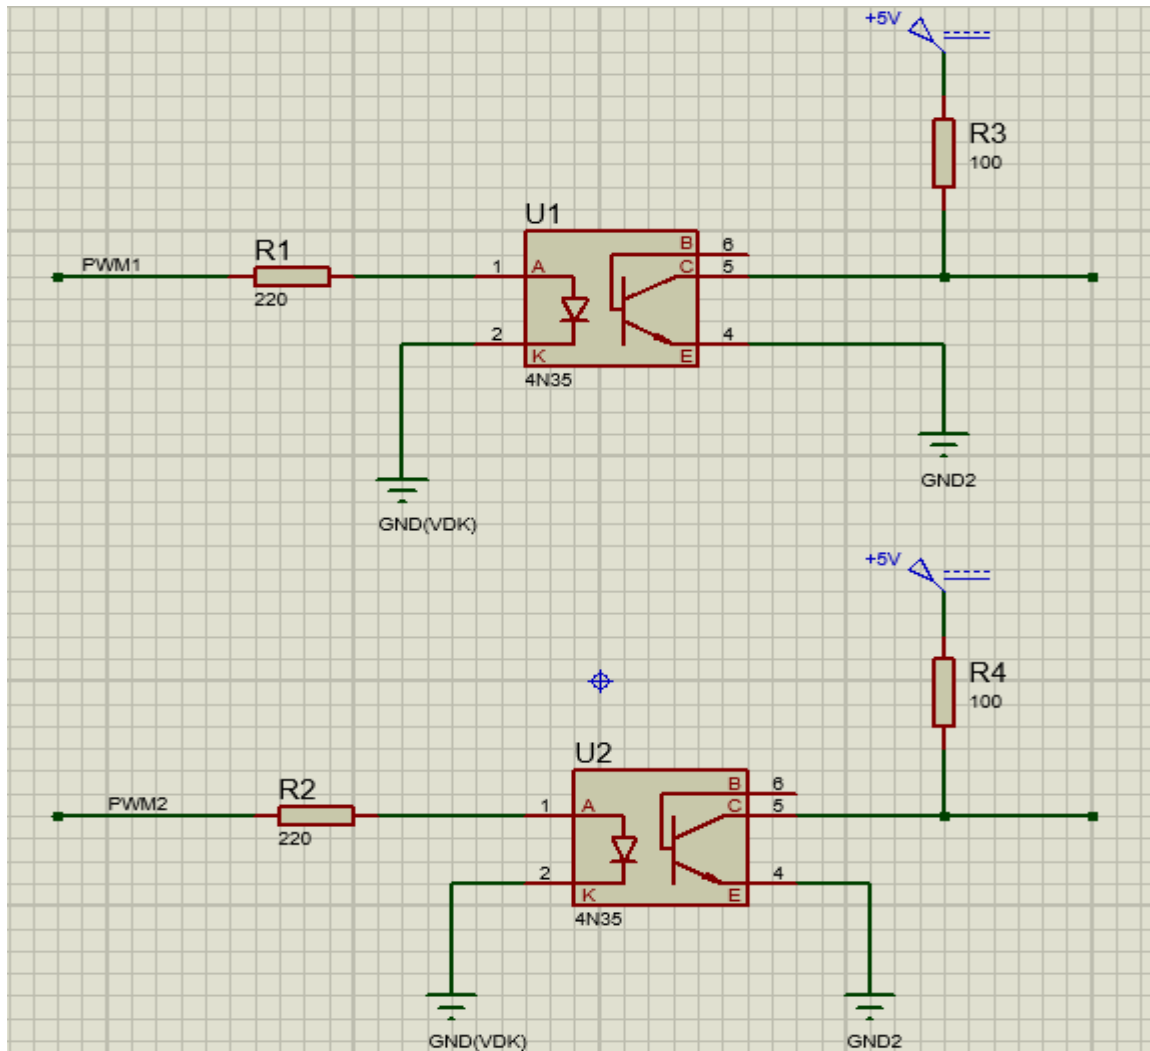 +5V
R3
100
U1
PWM1
R1
220
1
A
2
K
B
6
C
5
4
E
4N35
GND(VDK)
GND2
+5V
R4
100
U2
PWM2
R2
220
1
A
2
K
B
6
C
5
4
E
4N35
GND(VDK)
GND2